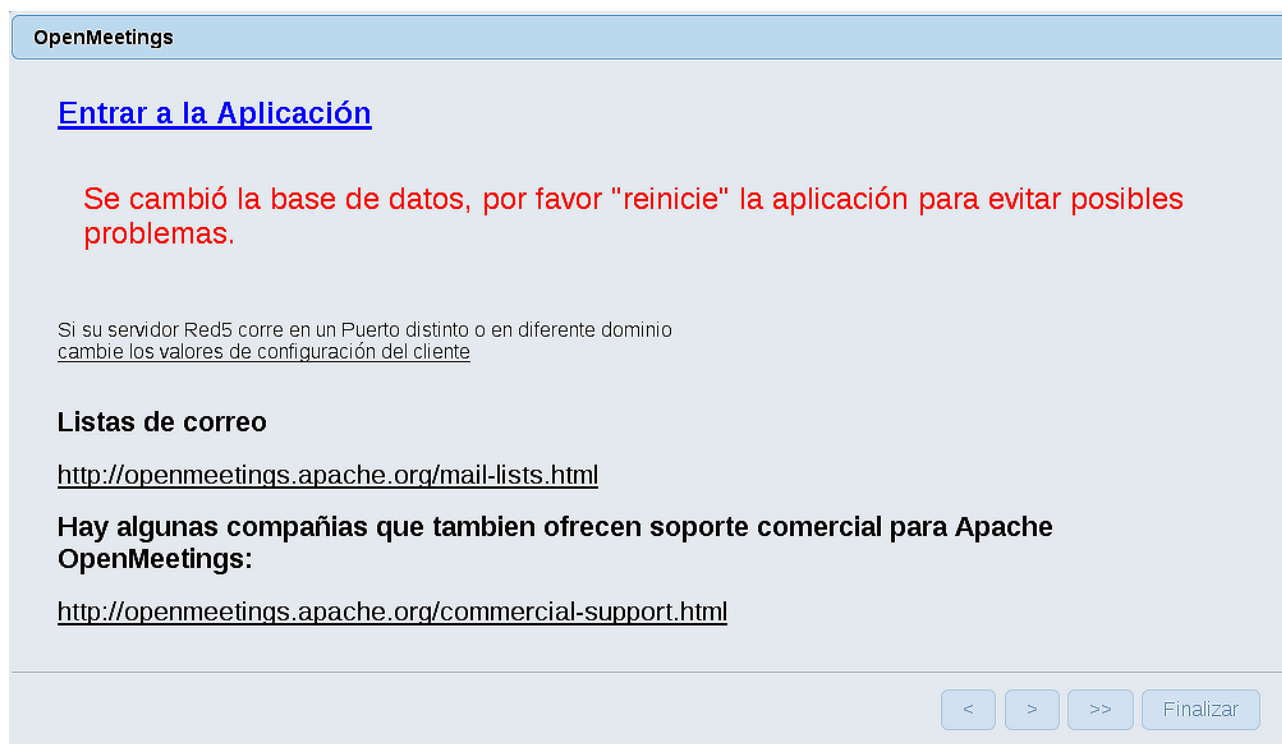 OpenMeetings
Entrar a la Aplicación
Se cambió la base de datos, por favor "reinicie" la aplicación para evitar posibles
problemas.
Si su servidor Red5 corre en un Puerto distinto o en diferente dominio
cambie los valores de configuración del cliente
Listas de correo
http://openmeetings.apache.org/mail-lists.html
Hay algunas compañias que tambien ofrecen soporte comercial para Apache
OpenMeetings:
http://openmeetings.apache.org/commercial-support.html
< > >> Finalizar